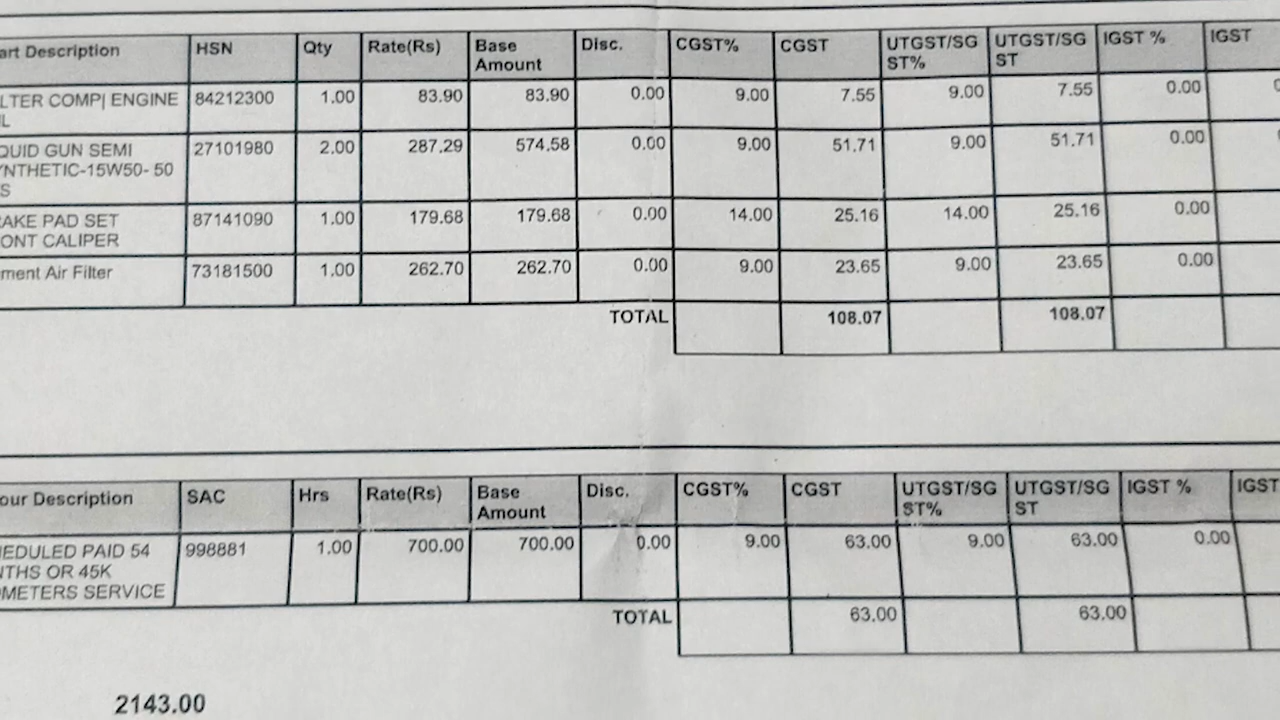 art Description HSN Qty Rate(Rs) Base Amount Disc. CGST% CGST UTGST/SG ST% UTGST/SG ST IGST % IGST
LTER COMP| ENGINE 84212300 1.00 83.90 83.90 0.00 9.00 7.55 9.00 7.55 0.00
L
QUID GUN SEMI 27101980 2.00 287.29 574.58 0.00 9.00 51.71 9.00 51.71 0.00
YNTHETIC-15W50- 50
S
AKE PAD SET 87141090 1.00 179.68 179.68 0.00 14.00 25.16 14.00 25.16 0.00
ONT CALIPER
ment Air Filter 73181500 1.00 262.70 262.70 0.00 9.00 23.65 9.00 23.65 0.00
TOTAL 108.07 108.07
our Description SAC Hrs Rate(Rs) Base Amount Disc. CGST% CGST UTGST/SG ST% UTGST/SG ST IGST % IGST
EDULED PAID 54 998881 1.00 700.00 700.00 0.00 9.00 63.00 9.00 63.00 0.00
NTHS OR 45K
OMETERS SERVICE
TOTAL 63.00 63.00
2143.00